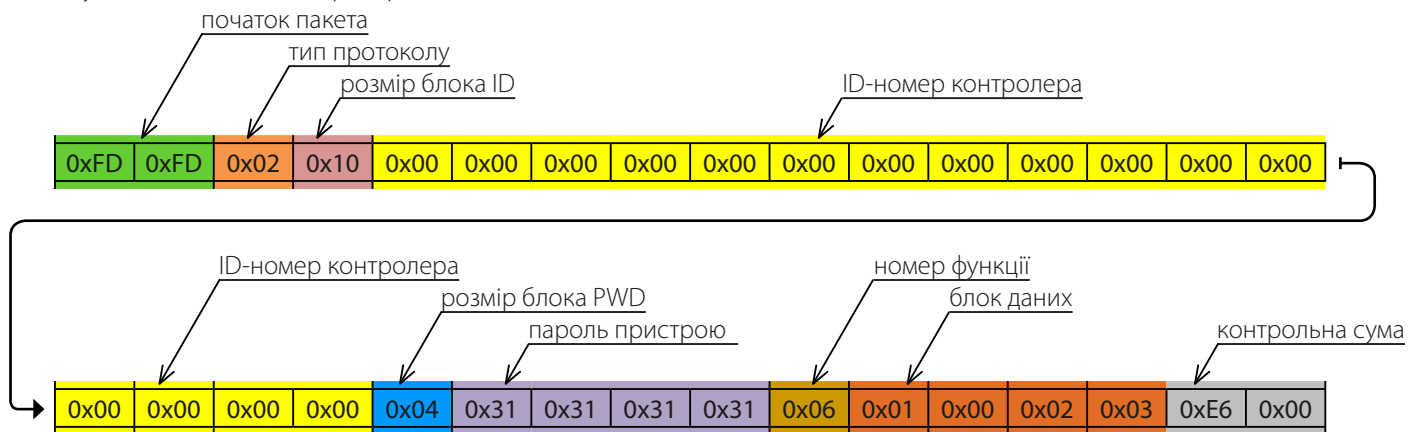 початок пакета
тип протоколу
розмір блока ID
ID-номер контролера
0xFD 0xFD 0x02 0x10 0x00 0x00 0x00 0x00 0x00 0x00 0x00 0x00 0x00 0x00 0x00 0x00
ID-номер контролера
номер функції
розмір блока PWD
блок даних
пароль пристрою
контрольна сума
0x00 0x00 0x00 0x00 0x04 0x31 0x31 0x31 0x31 0x06 0x01 0x00 0x02 0x03 0xE6 0x00